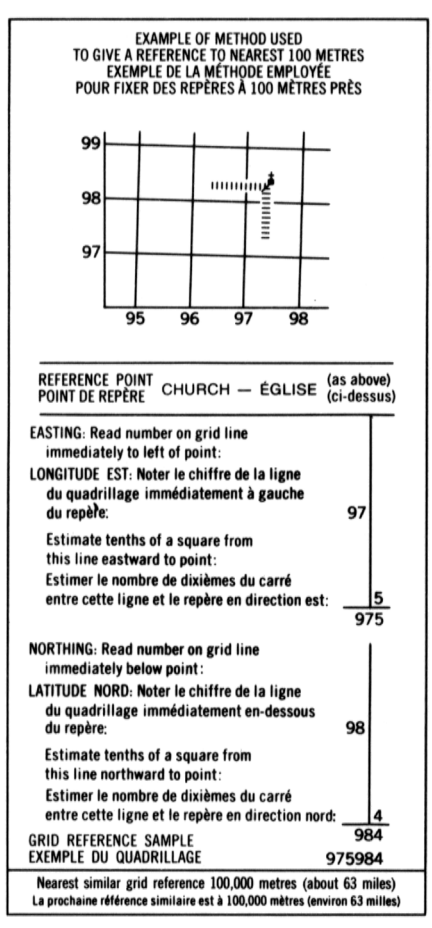 EXAMPLE OF METHOD USED
TO GIVE A REFERENCE TO NEAREST 100 METRES
EXEMPLE DE LA MÉTHODE EMPLOYÉE
POUR FIXER DES REPÈRES À 100 MÈTRES PRÈS
99
98
97
95 96 97 98
REFERENCE POINT
POINT DE REPÈRE
CHURCH — ÉGLISE
(as above)
(ci-dessus)
EASTING: Read number on grid line
immediately to left of point:
LONGITUDE EST: Noter le chiffre de la ligne
du quadrillage immédiatement à gauche
du repère: 97
Estimate tenths of a square from
this line eastward to point:
Estimer le nombre de dixièmes du carré
entre cette ligne et le repère en direction est: 5
975
NORTHING: Read number on grid line
immediately below point:
LATITUDE NORD: Noter le chiffre de la ligne
du quadrillage immédiatement en-dessous
du repère: 98
Estimate tenths of a square from
this line northward to point:
Estimer le nombre de dixièmes du carré
entre cette ligne et le repère en direction nord: 4
984
GRID REFERENCE SAMPLE
EXEMPLE DU QUADRILLAGE 975984
Nearest similar grid reference 100,000 metres (about 63 miles)
La prochaine référence similaire est à 100,000 mètres (environ 63 milles)